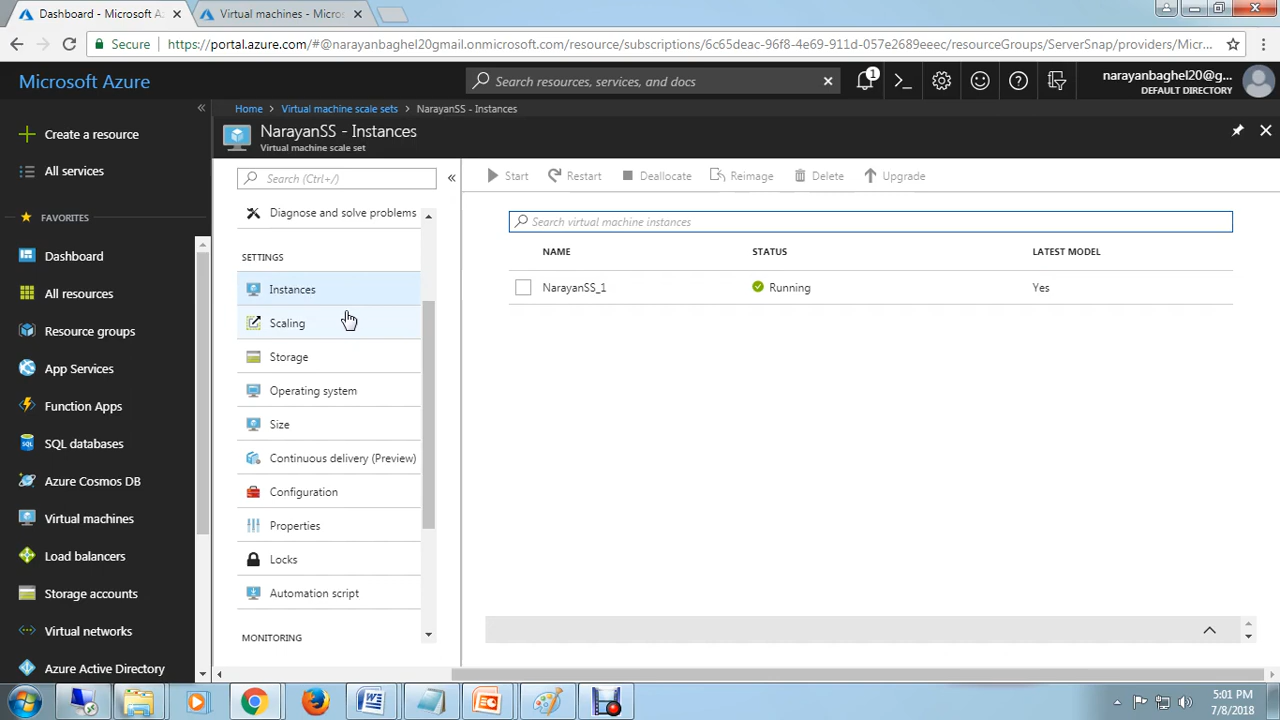 Dashboard - Microsoft A
Virtual machines - Micros
Secure
https://portal.azure.com/#@narayanbaghel20gmail.onmicrosoft.com/resource/subscriptions/6c65deac-96f8-4e69-911d-057e2689eeec/resourceGroups/ServerSnap/providers/Micr...
Microsoft Azure
Search resources, services, and docs
1
narayanbaghel20@g...
DEFAULT DIRECTORY
Home
Virtual machine scale sets
NarayanSS - Instances
NarayanSS - Instances
Virtual machine scale set
Create a resource
All services
FAVORITES
Dashboard
All resources
Resource groups
App Services
Function Apps
SQL databases
Azure Cosmos DB
Virtual machines
Load balancers
Storage accounts
Virtual networks
Azure Active Directory
Search (Ctrl+/)
Diagnose and solve problems
SETTINGS
Instances
Scaling
Storage
Operating system
Size
Continuous delivery (Preview)
Configuration
Properties
Locks
Automation script
MONITORING
Start
Restart
Deallocate
Reimage
Delete
Upgrade
Search virtual machine instances
NAME STATUS LATEST MODEL
NarayanSS_1 Running Yes
5:01 PM
7/8/2018